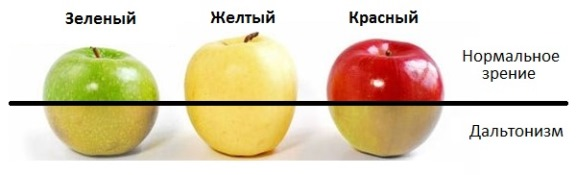 Зеленый Желтый Красный
Нормальное
зрение
Дальтонизм